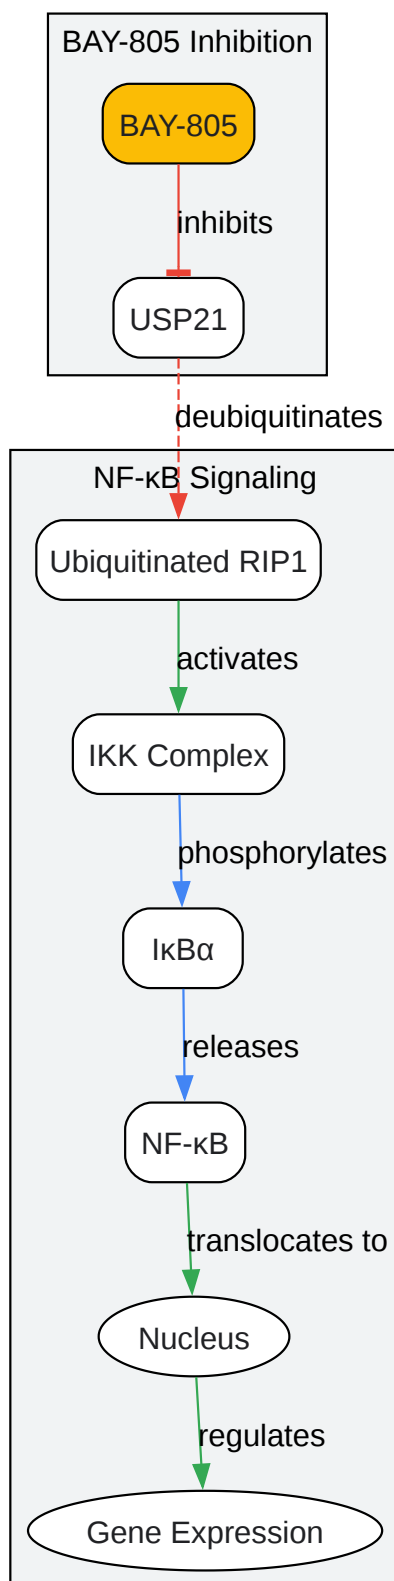 BAY-805 Inhibition
BAY-805
inhibits
USP21
deubiquitinates
NF-κB Signaling
Ubiquitinated RIP1
activates
IKK Complex
phosphorylates
IκBα
releases
NF-κB
translocates to
Nucleus
regulates
Gene Expression